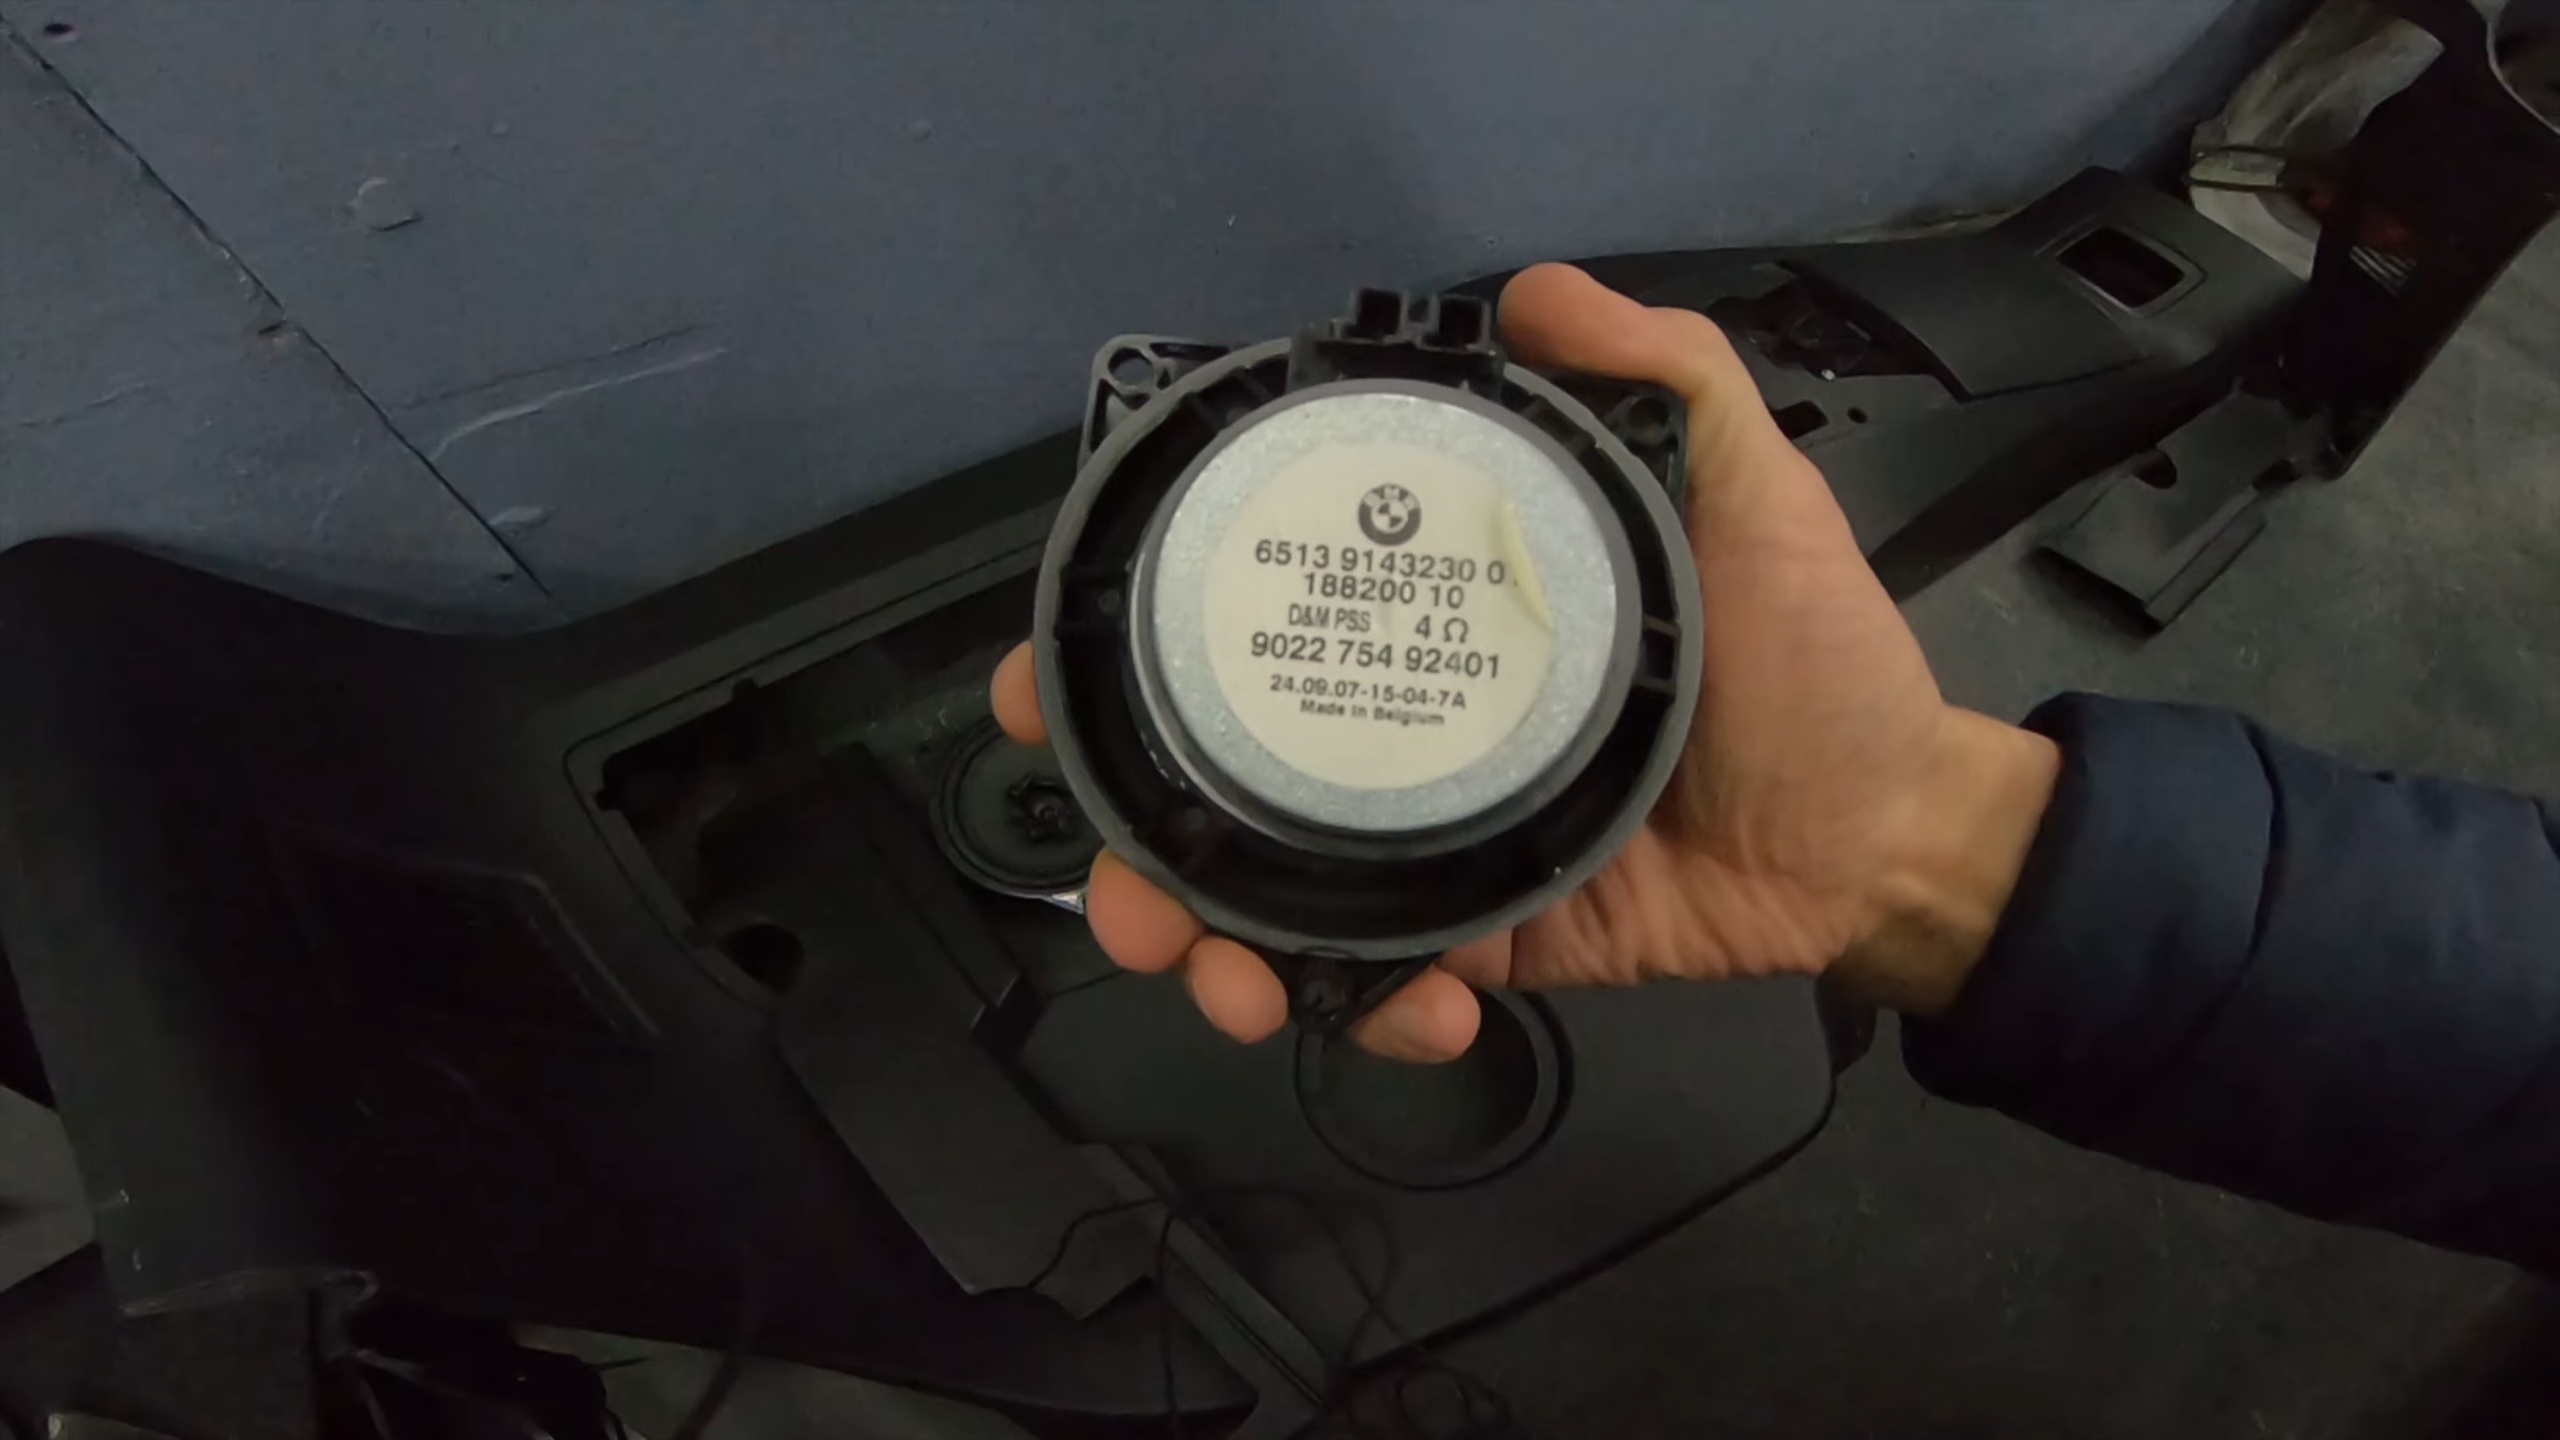 BMW
6513 9143230 0
188200 10
D&M PSS 4 Ω
9022 754 92401
24.09.07-15-04-7A
Made in Belgium